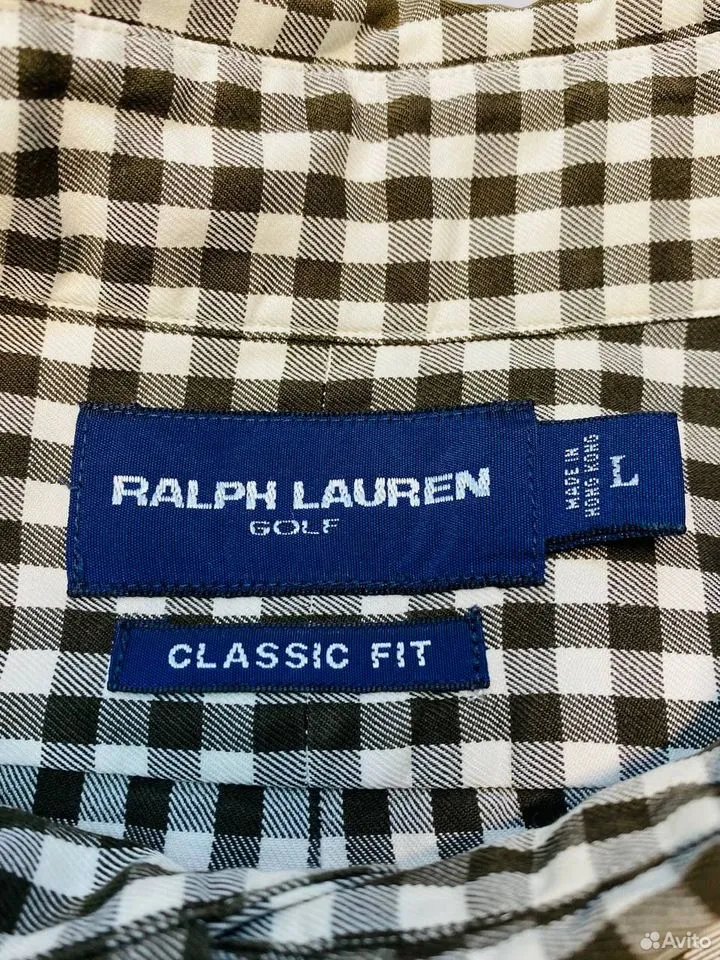 RALPH LAUREN
GOLF
MADE IN
HONG KONG
L
CLASSIC FIT
Avito